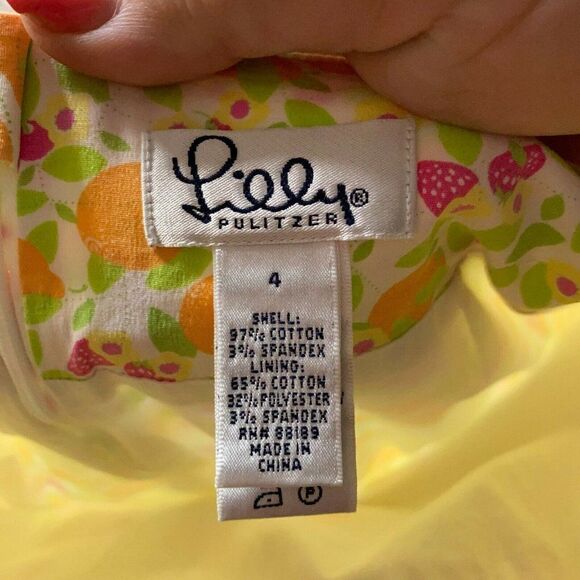 Lilly®
PULITZER
4
SHELL:
97% COTTON
3% SPANDEX
LINING:
65% COTTON
32% POLYESTER
3% SPANDEX
RN# 88189
MADE IN
CHINA
P